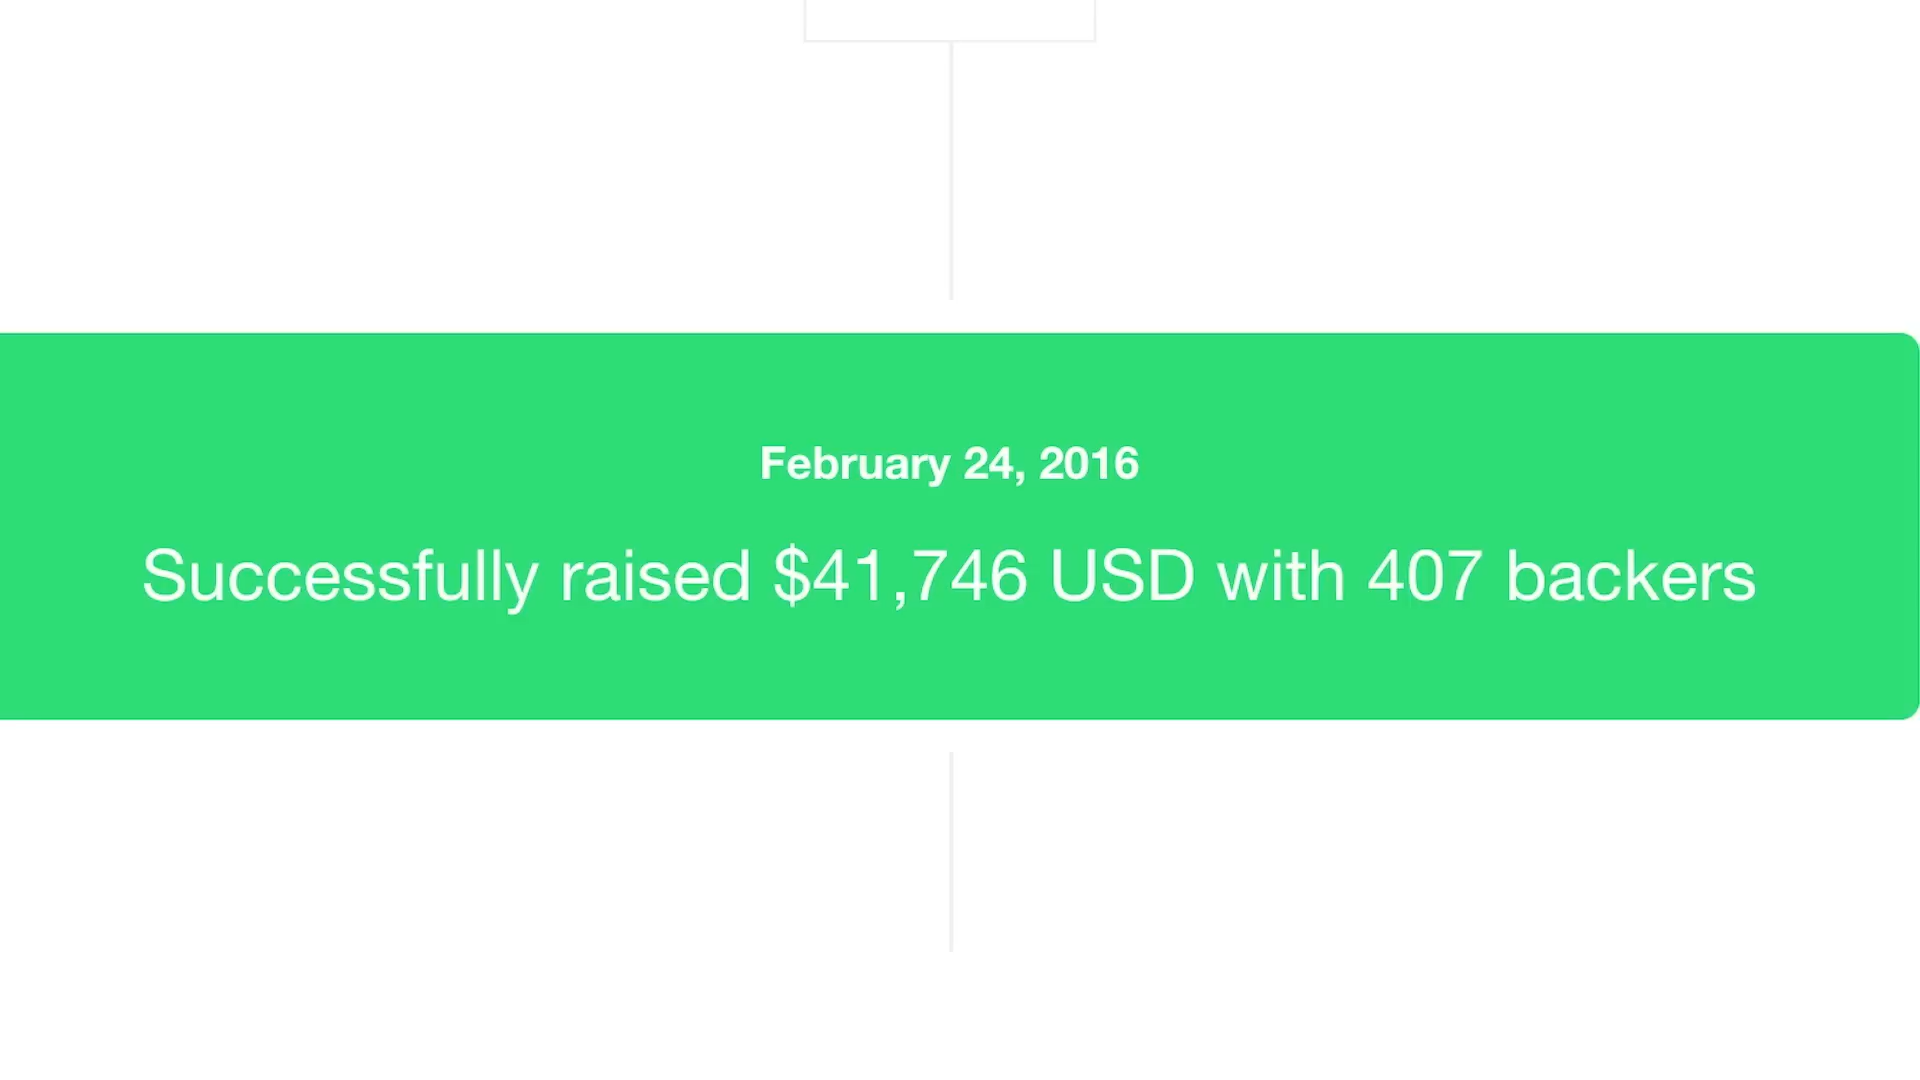 February 24, 2016
Successfully raised $41,746 USD with 407 backers